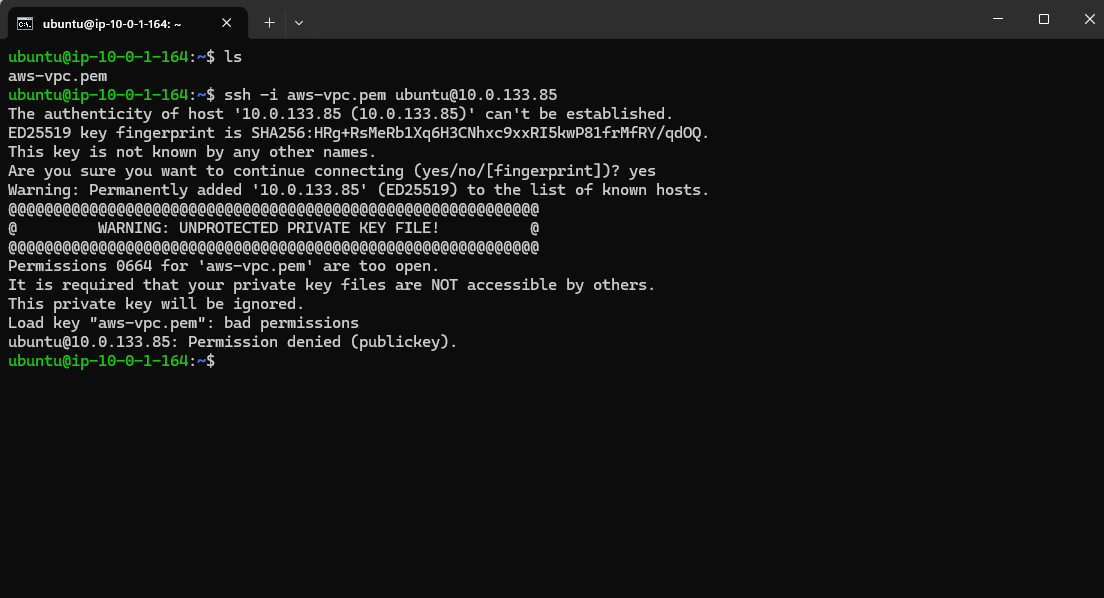 ubuntu@ip-10-0-1-164: ~
ubuntu@ip-10-0-1-164:~$ ls
aws-vpc.pem
ubuntu@ip-10-0-1-164:~$ ssh -i aws-vpc.pem ubuntu@10.0.133.85
The authenticity of host '10.0.133.85 (10.0.133.85)' can't be established.
ED25519 key fingerprint is SHA256:HRg+RsMeRb1Xq6H3CNhxc9xxRI5kwP81frMfRY/qdOQ.
This key is not known by any other names.
Are you sure you want to continue connecting (yes/no/[fingerprint])? yes
Warning: Permanently added '10.0.133.85' (ED25519) to the list of known hosts.
@@@@@@@@@@@@@@@@@@@@@@@@@@@@@@@@@@@@@@@@@@@@@@@@@@@@@@@@@@@
@         WARNING: UNPROTECTED PRIVATE KEY FILE!          @
@@@@@@@@@@@@@@@@@@@@@@@@@@@@@@@@@@@@@@@@@@@@@@@@@@@@@@@@@@@
Permissions 0664 for 'aws-vpc.pem' are too open.
It is required that your private key files are NOT accessible by others.
This private key will be ignored.
Load key "aws-vpc.pem": bad permissions
ubuntu@10.0.133.85: Permission denied (publickey).
ubuntu@ip-10-0-1-164:~$